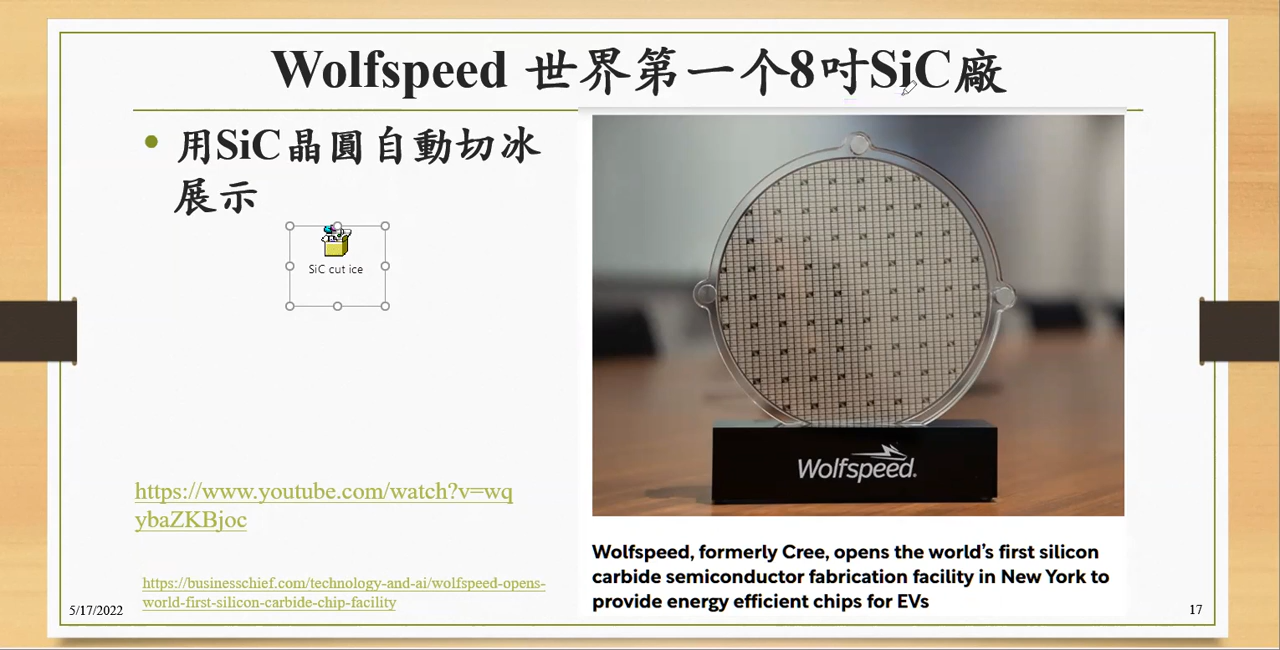 Wolfspeed 世界第一个8吋SiC廠
用SiC晶圓自動切冰
展示
SiC cut ice
https://www.youtube.com/watch?v=wq
ybaZKBjoc
https://businesschief.com/technology-and-ai/wolfspeed-opens-
world-first-silicon-carbide-chip-facility
5/17/2022
Wolfspeed.
Wolfspeed, formerly Cree, opens the world’s first silicon
carbide semiconductor fabrication facility in New York to
provide energy efficient chips for EVs
17